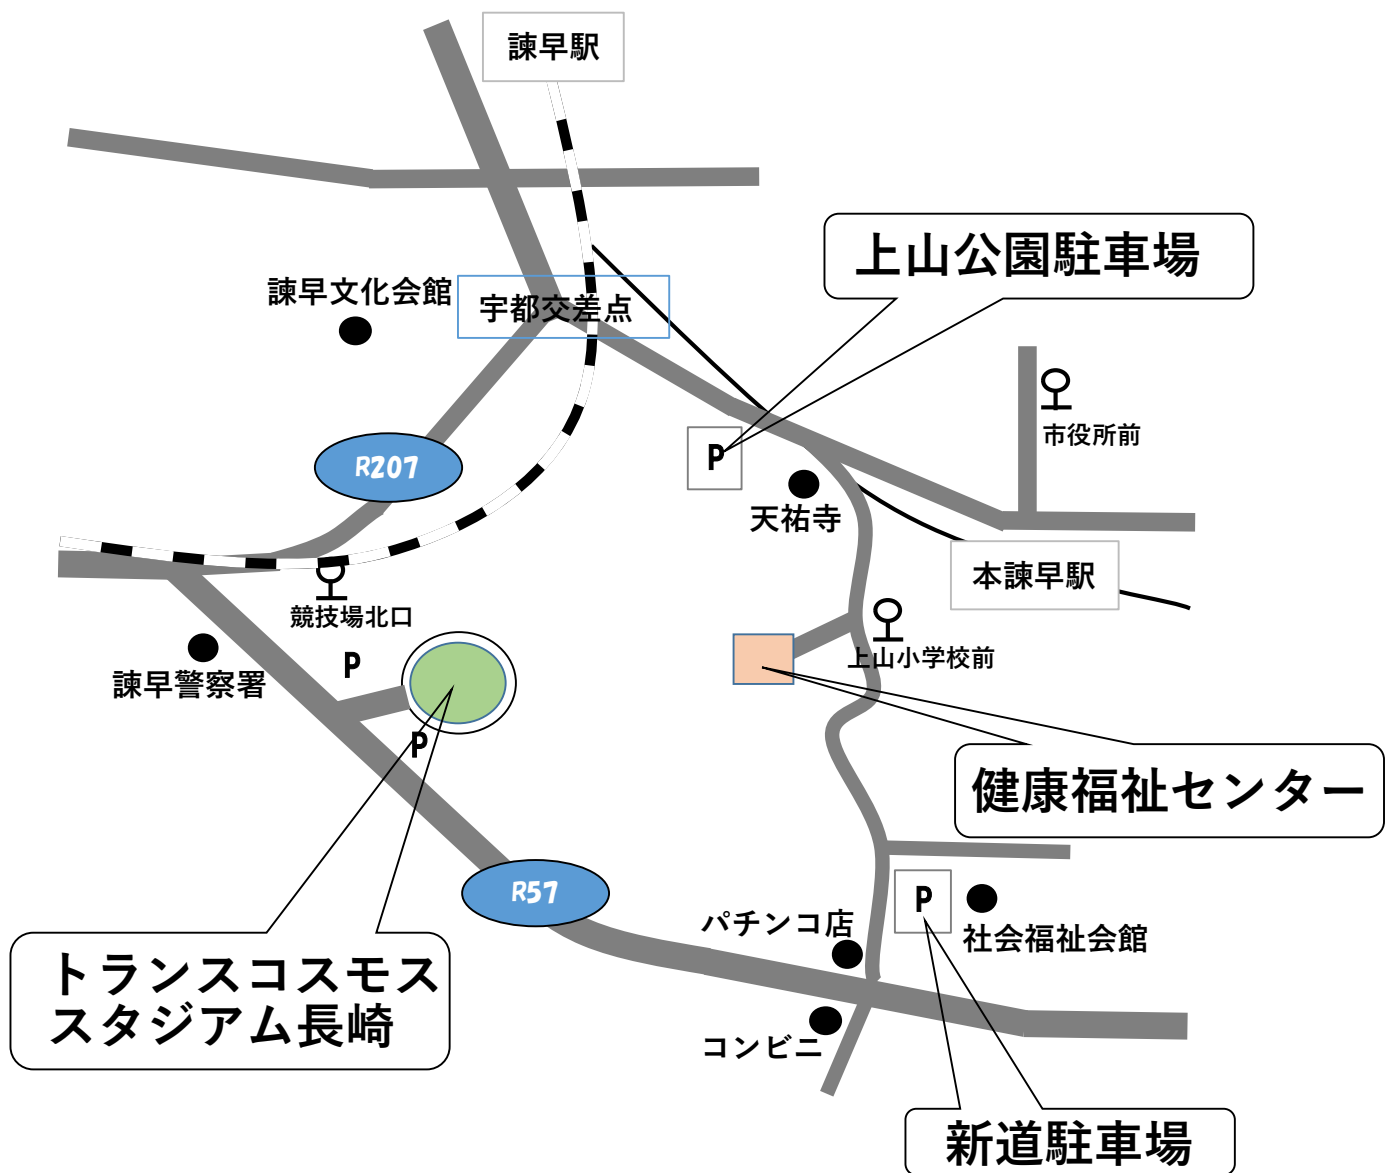 諫早駅
上山公園駐車場
諫早文化会館
宇都交差点
市役所前
R207
P
天祐寺
本諫早駅
競技場北口
上山小学校前
P
諫早警察署
P
健康福祉センター
R57
P
パチンコ店
社会福祉会館
トランスコスモス
スタジアム長崎
コンビニ
新道駐車場